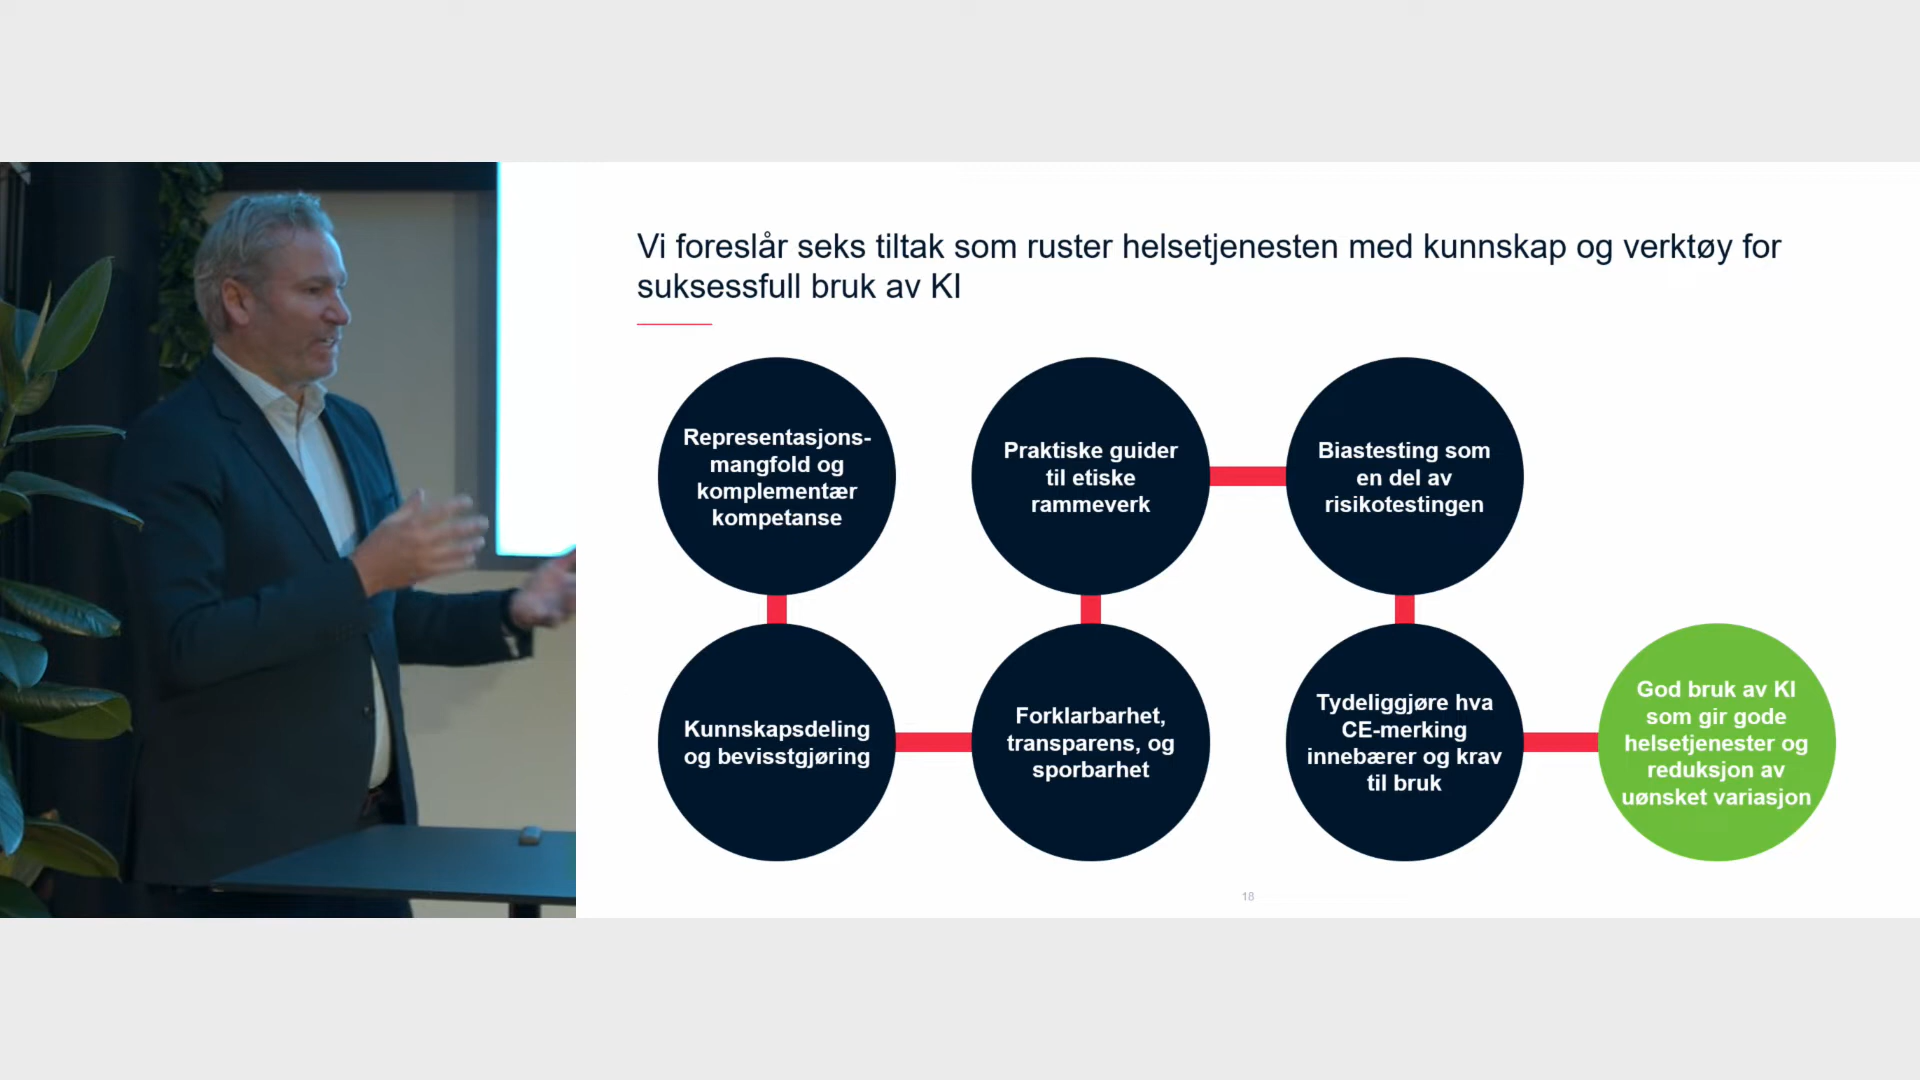 Vi foreslår seks tiltak som ruster helsetjenesten med kunnskap og verktøy for
suksessfull bruk av KI
Representasjons-
mangfold og
komplementær
kompetanse
Praktiske guider
til etiske
rammeverk
Biastesting som
en del av
risikotestingen
Kunnskapsdeling
og bevisstgjøring
Forklarbarhet,
transparens, og
sporbarhet
Tydeliggjøre hva
CE-merking
innebærer og krav
til bruk
God bruk av KI
som gir gode
helsetjenester og
reduksjon av
uønsket variasjon
18